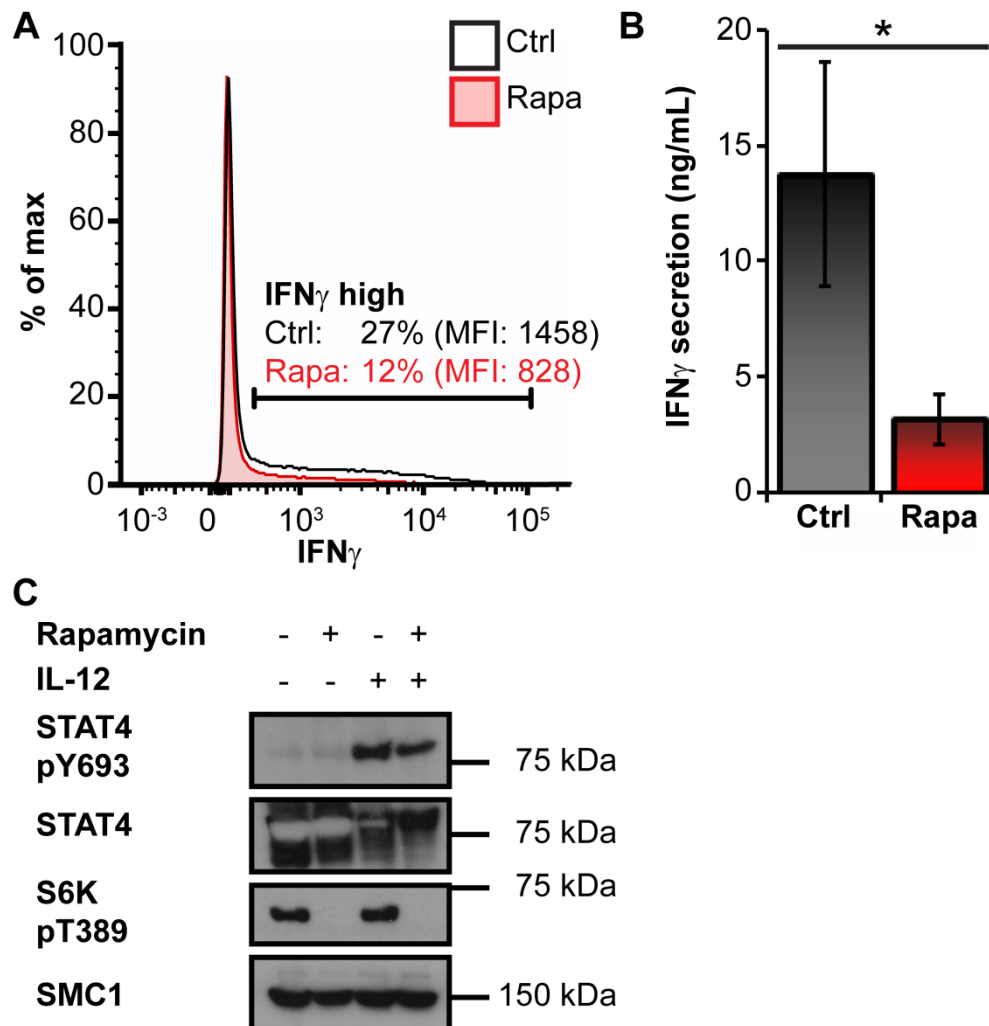 A
100
80
60
40
20
0
% of max
Ctrl
Rapa
IFNγ high
Ctrl: 27% (MFI: 1458)
Rapa: 12% (MFI: 828)
10-3 0 103 104 105
IFNγ
B
20
15
10
5
0
IFNγ secretion (ng/mL)
*
Ctrl Rapa
C
Rapamycin - + - +
IL-12 - - + +
STAT4
pY693
75 kDa
STAT4
75 kDa
S6K
pT389
75 kDa
SMC1
150 kDa